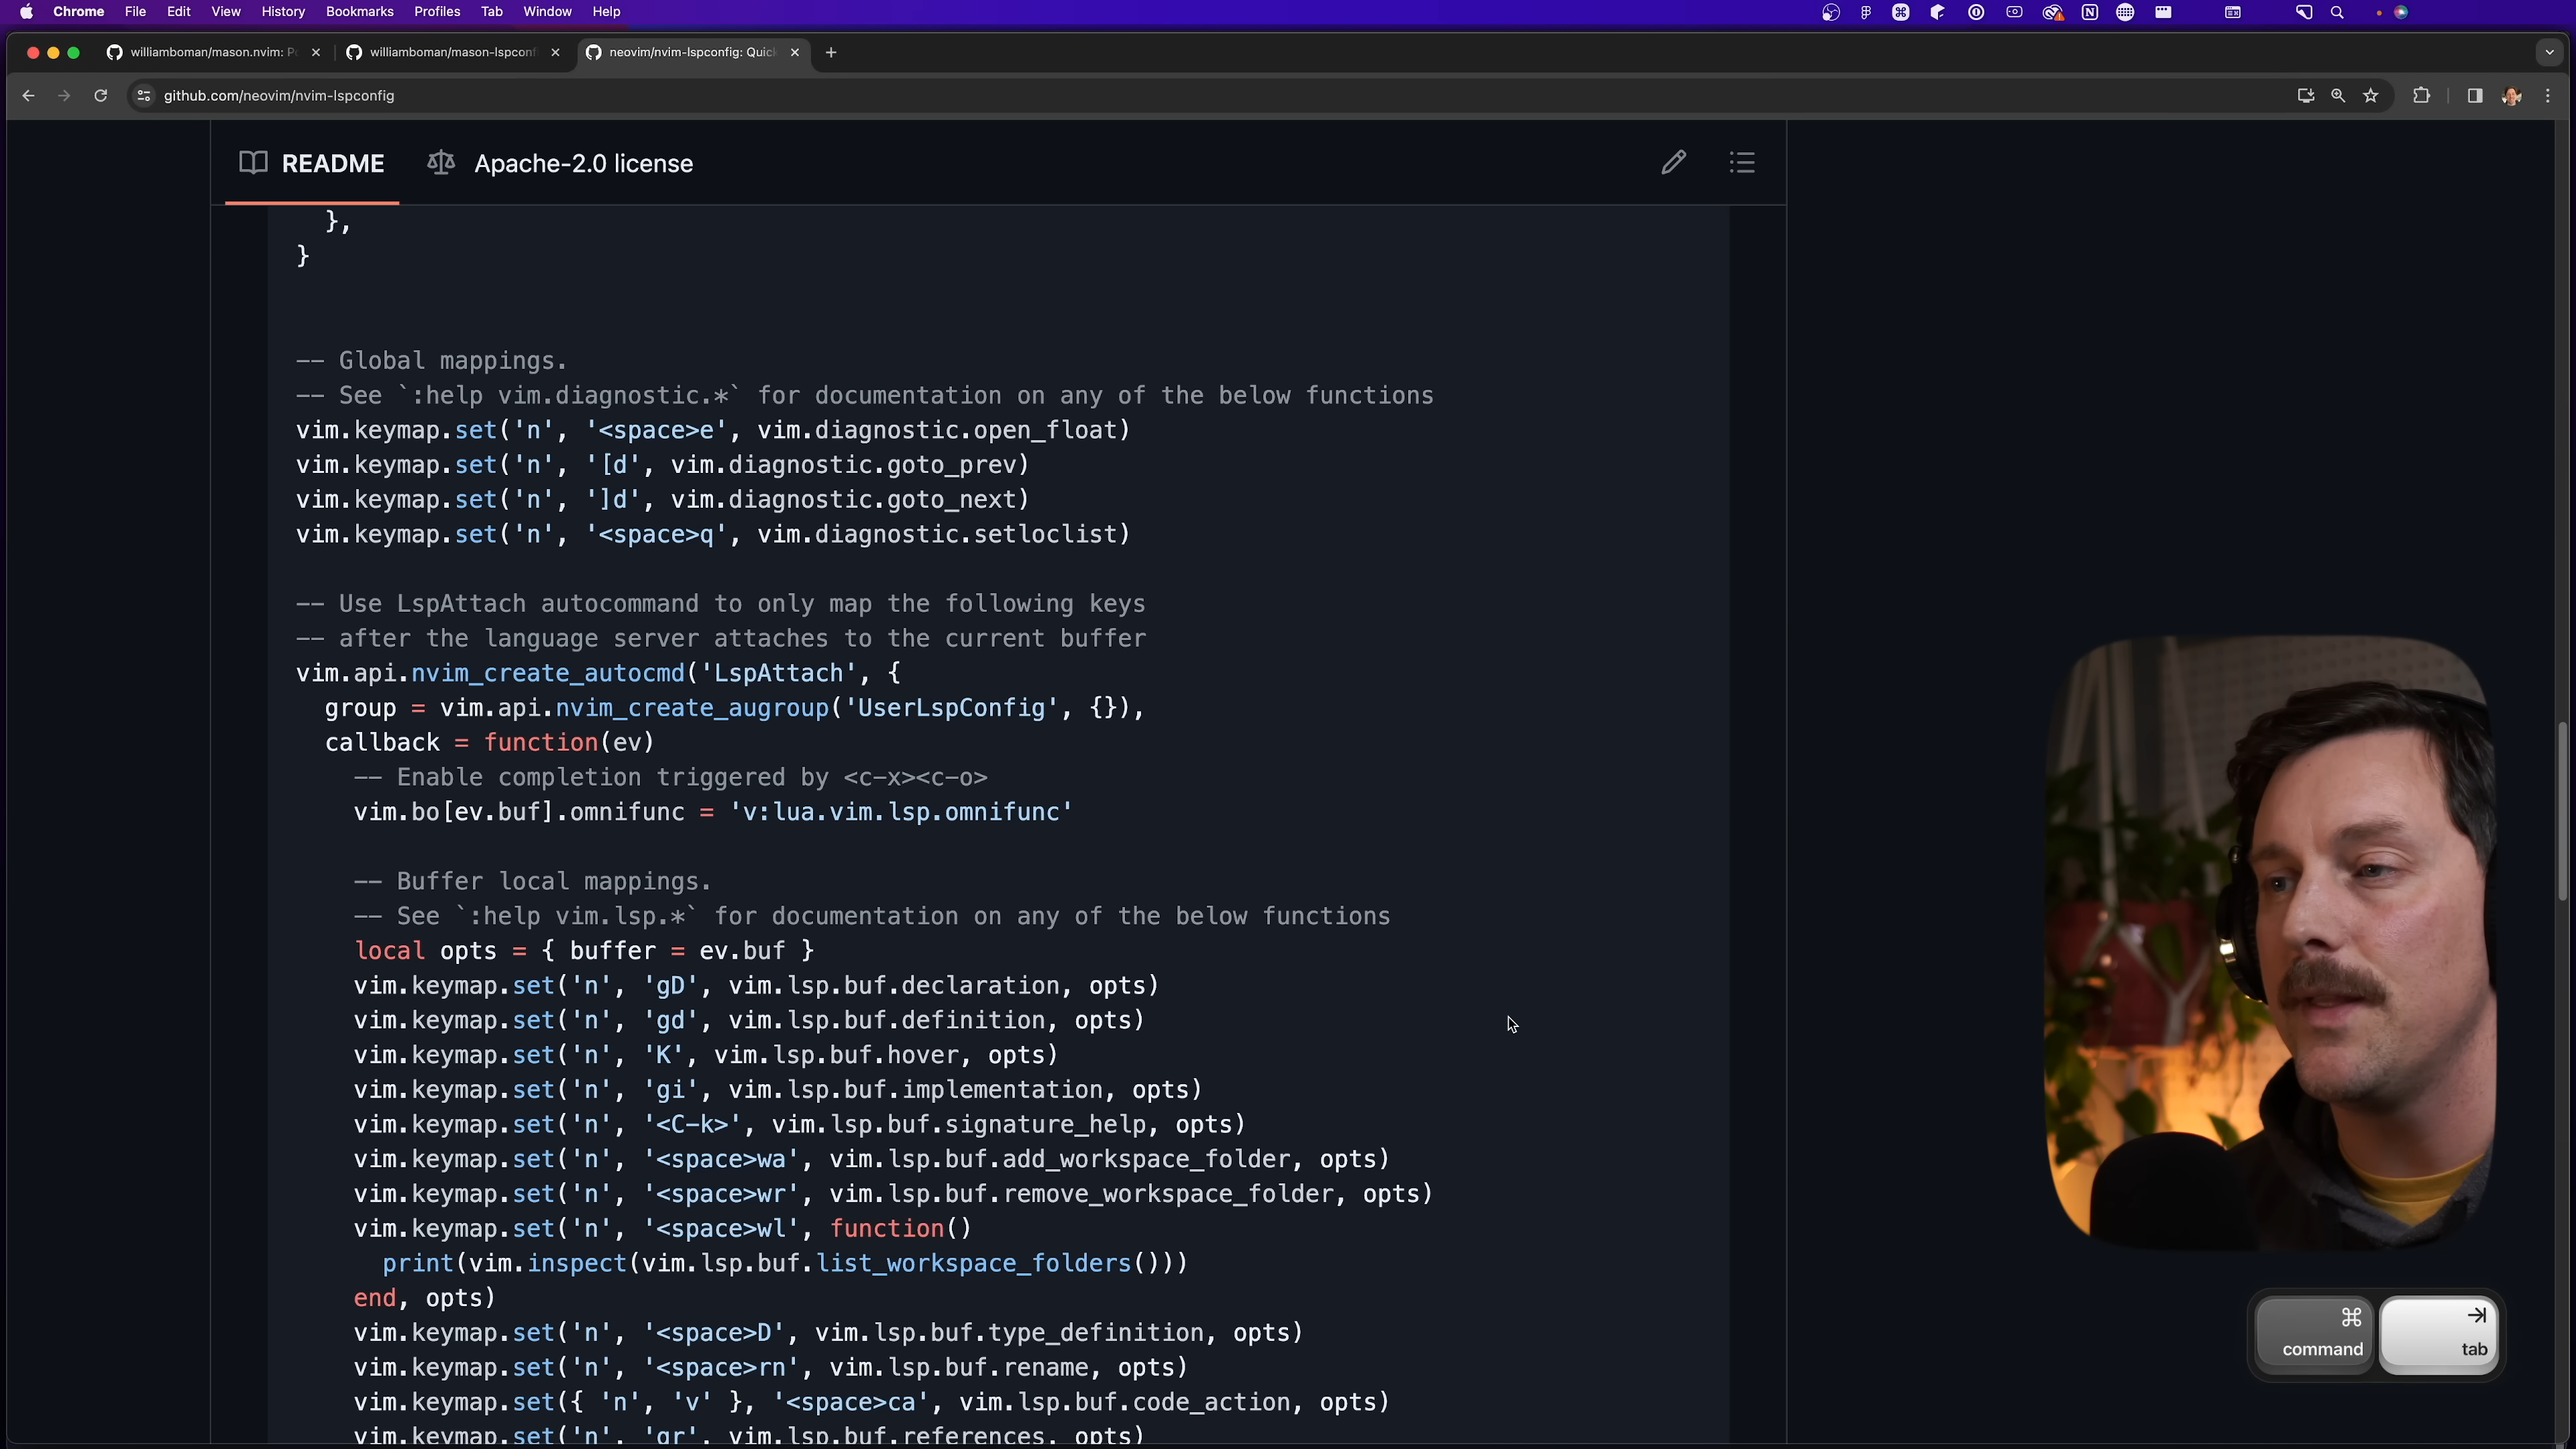 Chrome File Edit View History Bookmarks Profiles Tab Window Help
williamboman/mason.nvim: P
williamboman/mason-lspconf
neovim/nvim-lspconfig: Quic
github.com/neovim/nvim-lspconfig
README Apache-2.0 license
},
}
-- Global mappings.
-- See `:help vim.diagnostic.*` for documentation on any of the below functions
vim.keymap.set('n', '<space>e', vim.diagnostic.open_float)
vim.keymap.set('n', '[d', vim.diagnostic.goto_prev)
vim.keymap.set('n', ']d', vim.diagnostic.goto_next)
vim.keymap.set('n', '<space>q', vim.diagnostic.setloclist)
-- Use LspAttach autocommand to only map the following keys
-- after the language server attaches to the current buffer
vim.api.nvim_create_autocmd('LspAttach', {
group = vim.api.nvim_create_augroup('UserLspConfig', {}),
callback = function(ev)
-- Enable completion triggered by <c-x><c-o>
vim.bo[ev.buf].omnifunc = 'v:lua.vim.lsp.omnifunc'
-- Buffer local mappings.
-- See `:help vim.lsp.*` for documentation on any of the below functions
local opts = { buffer = ev.buf }
vim.keymap.set('n', 'gD', vim.lsp.buf.declaration, opts)
vim.keymap.set('n', 'gd', vim.lsp.buf.definition, opts)
vim.keymap.set('n', 'K', vim.lsp.buf.hover, opts)
vim.keymap.set('n', 'gi', vim.lsp.buf.implementation, opts)
vim.keymap.set('n', '<C-k>', vim.lsp.buf.signature_help, opts)
vim.keymap.set('n', '<space>wa', vim.lsp.buf.add_workspace_folder, opts)
vim.keymap.set('n', '<space>wr', vim.lsp.buf.remove_workspace_folder, opts)
vim.keymap.set('n', '<space>wl', function()
print(vim.inspect(vim.lsp.buf.list_workspace_folders()))
end, opts)
vim.keymap.set('n', '<space>D', vim.lsp.buf.type_definition, opts)
vim.keymap.set('n', '<space>rn', vim.lsp.buf.rename, opts)
vim.keymap.set({ 'n', 'v' }, '<space>ca', vim.lsp.buf.code_action, opts)
vim.keymap.set('n', 'gr', vim.lsp.buf.references, opts)
⌘ command
⇥ tab